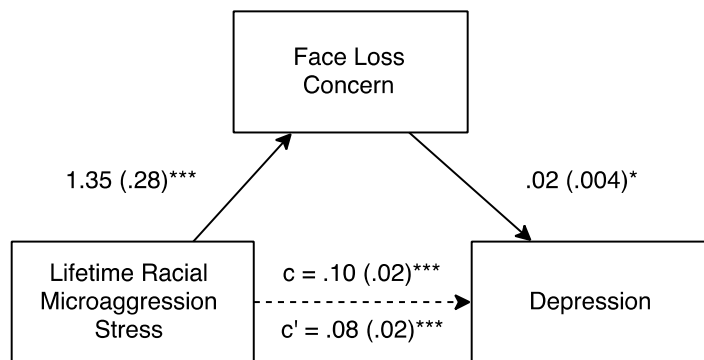 Face Loss
Concern
1.35 (.28)***
.02 (.004)*
Lifetime Racial
Microaggression
Stress
c = .10 (.02)***
c' = .08 (.02)***
Depression